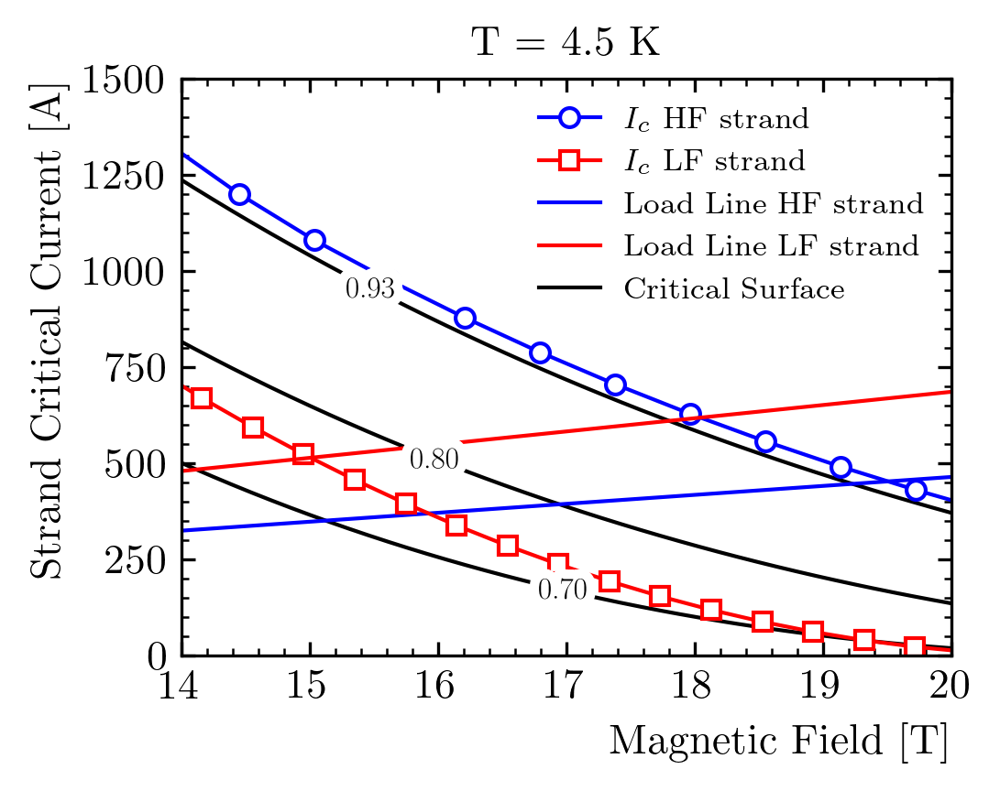 T = 4.5 K
Strand Critical Current [A]
1500
1250
1000
750
500
250
0
I_c HF strand
I_c LF strand
Load Line HF strand
Load Line LF strand
Critical Surface
0.93
0.80
0.70
14 15 16 17 18 19 20
Magnetic Field [T]